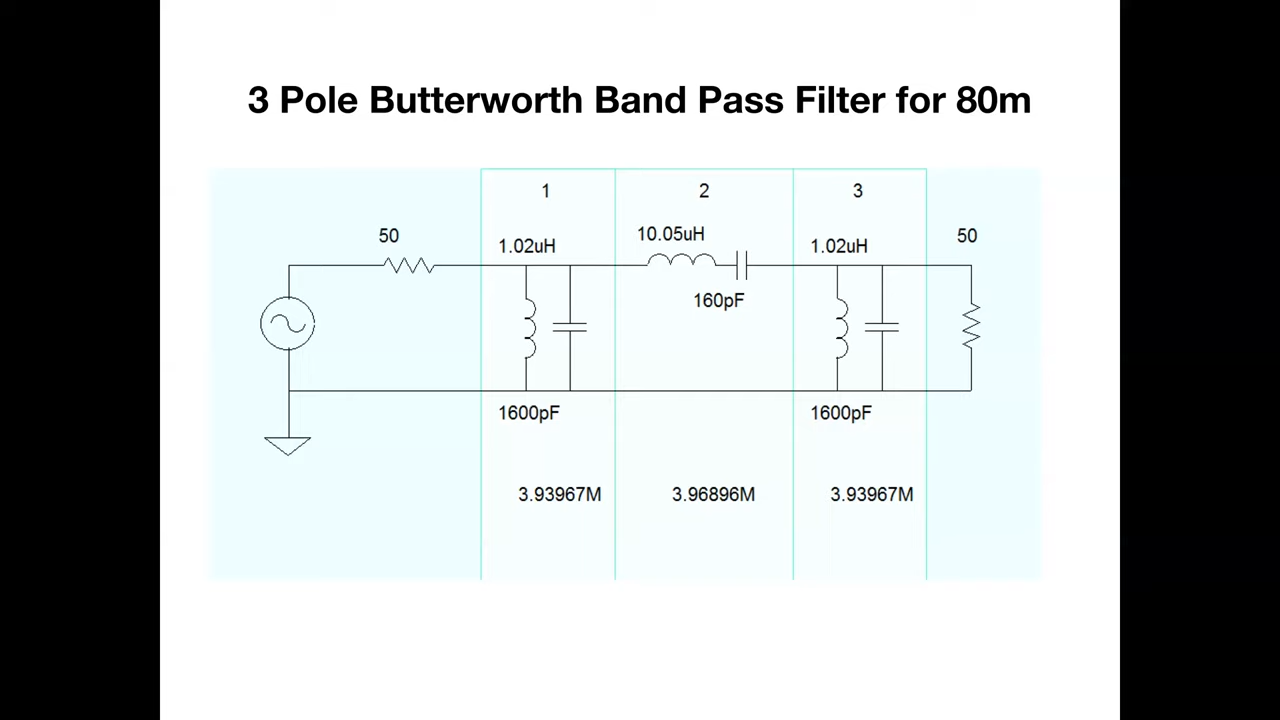 3 Pole Butterworth Band Pass Filter for 80m
1
2
3
50
1.02uH
10.05uH
1.02uH
50
160pF
1600pF
1600pF
3.93967M
3.96896M
3.93967M